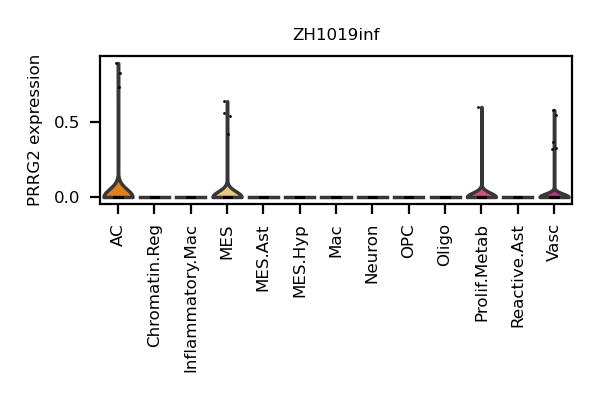 ZH1019inf
PRRG2 expression
0.5
0.0
AC
Chromatin.Reg
Inflammatory.Mac
MES
MES.Ast
MES.Hyp
Mac
Neuron
OPC
Oligo
Prolif.Metab
Reactive.Ast
Vasc